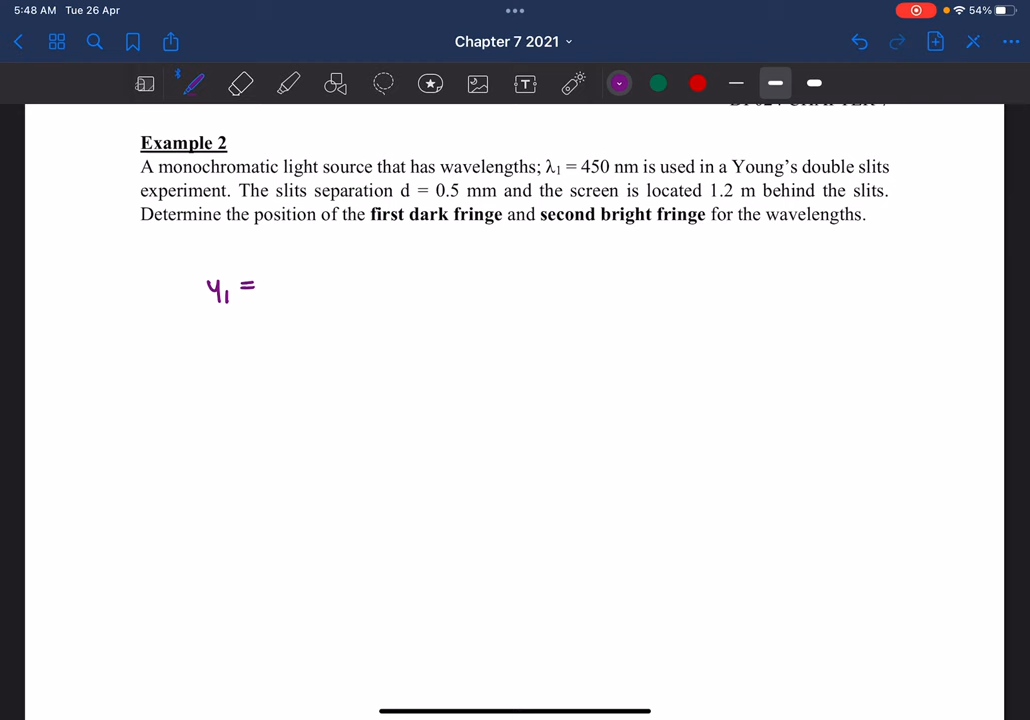 5:48 AM Tue 26 Apr
54%
Chapter 7 2021
Example 2
A monochromatic light source that has wavelengths; λ₁ = 450 nm is used in a Young’s double slits
experiment. The slits separation d = 0.5 mm and the screen is located 1.2 m behind the slits.
Determine the position of the first dark fringe and second bright fringe for the wavelengths.
y₁ =